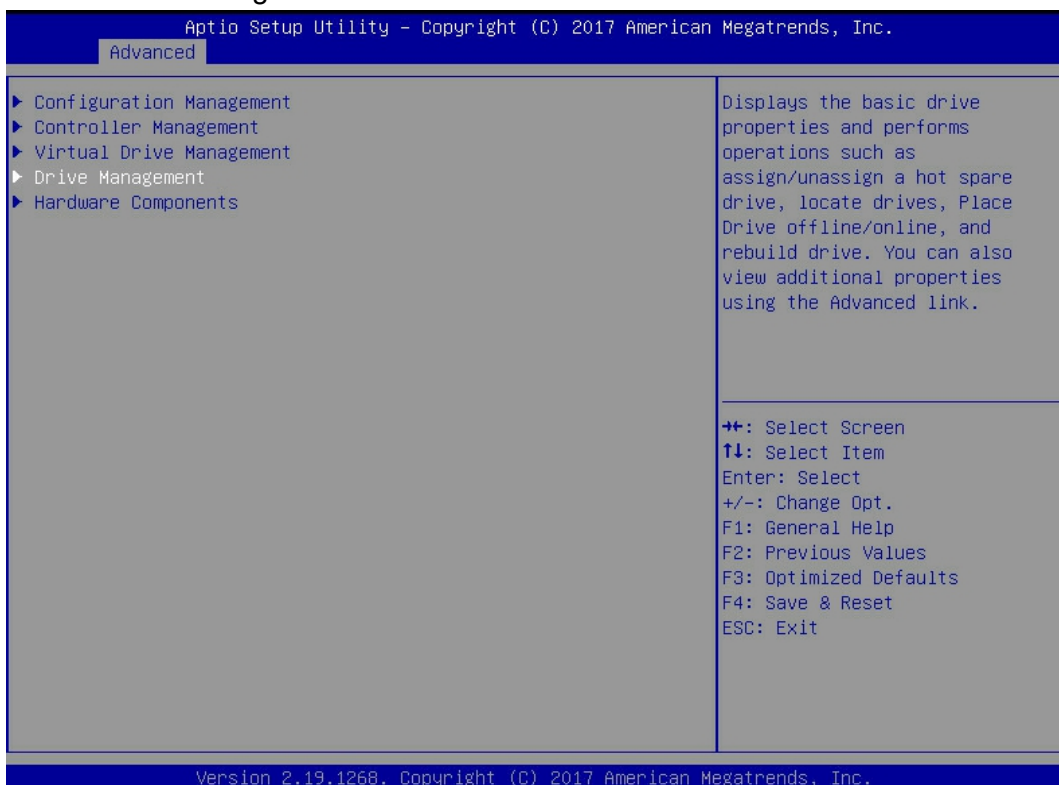 Aptio Setup Utility – Copyright (C) 2017 American Megatrends, Inc.
Advanced
▶ Configuration Management
▶ Controller Management
▶ Virtual Drive Management
▶ Drive Management
▶ Hardware Components
Displays the basic drive
properties and performs
operations such as
assign/unassign a hot spare
drive, locate drives, Place
Drive offline/online, and
rebuild drive. You can also
view additional properties
using the Advanced link.
→←: Select Screen
↑↓: Select Item
Enter: Select
+/-: Change Opt.
F1: General Help
F2: Previous Values
F3: Optimized Defaults
F4: Save & Reset
ESC: Exit
Version 2.19.1268. Copyright (C) 2017 American Megatrends, Inc.